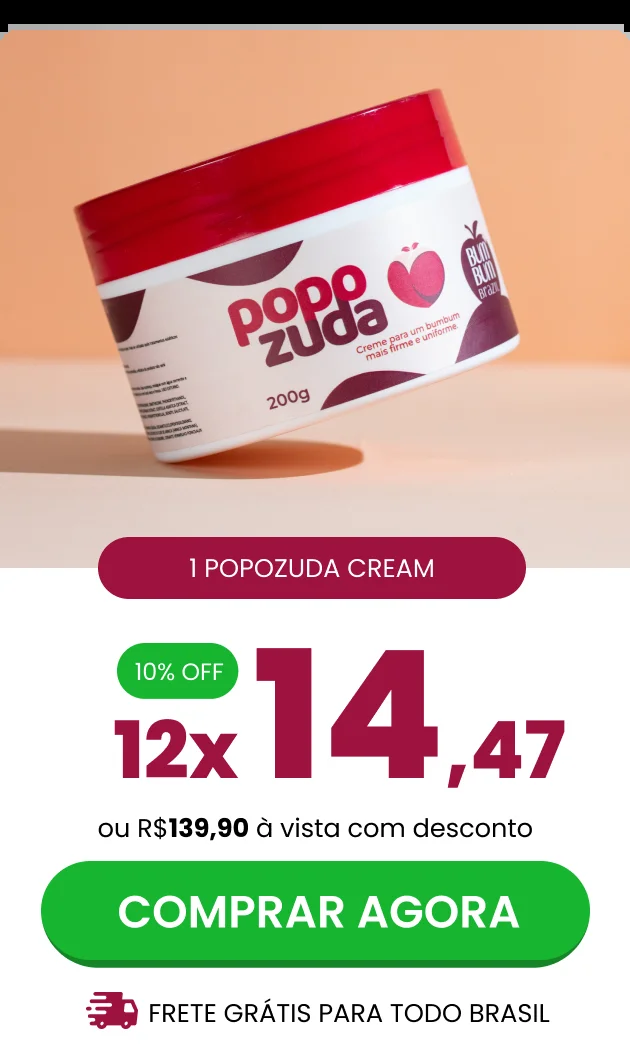 popo
zuda
Creme para um bumbum
mais firme e uniforme.
200g
BUM
BUM
Brazil
1 POPOZUDA CREAM
10% OFF
12x 14,47
ou R$139,90 à vista com desconto
COMPRAR AGORA
FRETE GRÁTIS PARA TODO BRASIL